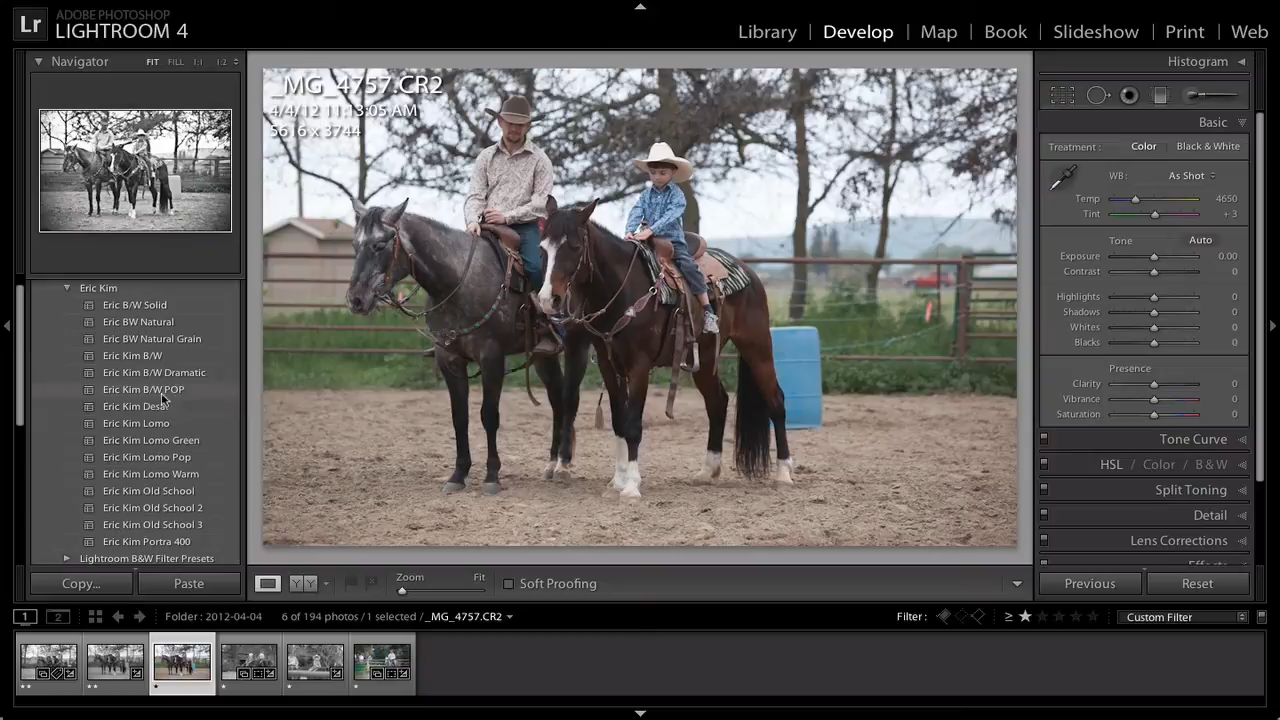 Lr
ADOBE PHOTOSHOP
LIGHTROOM 4
Library | Develop | Map | Book | Slideshow | Print | Web
Navigator FIT FILL 1:1 1:2
Eric Kim
Eric B/W Solid
Eric BW Natural
Eric BW Natural Grain
Eric Kim B/W
Eric Kim B/W Dramatic
Eric Kim B/W POP
Eric Kim Desat
Eric Kim Lomo
Eric Kim Lomo Green
Eric Kim Lomo Pop
Eric Kim Lomo Warm
Eric Kim Old School
Eric Kim Old School 2
Eric Kim Old School 3
Eric Kim Portra 400
Lightroom B&W Filter Presets
Copy... Paste
_MG_4757.CR2
4/4/12 11:13:05 AM
5616 x 3744
Zoom Fit
Soft Proofing
Histogram
Basic
Treatment : Color Black & White
WB: As Shot
Temp 4650
Tint + 3
Tone Auto
Exposure 0.00
Contrast 0
Highlights 0
Shadows 0
Whites 0
Blacks 0
Presence
Clarity 0
Vibrance 0
Saturation 0
Tone Curve
HSL / Color / B & W
Split Toning
Detail
Lens Corrections
Previous Reset
1 2 Folder : 2012-04-04 6 of 194 photos / 1 selected / _MG_4757.CR2 Filter : ≥ Custom Filter